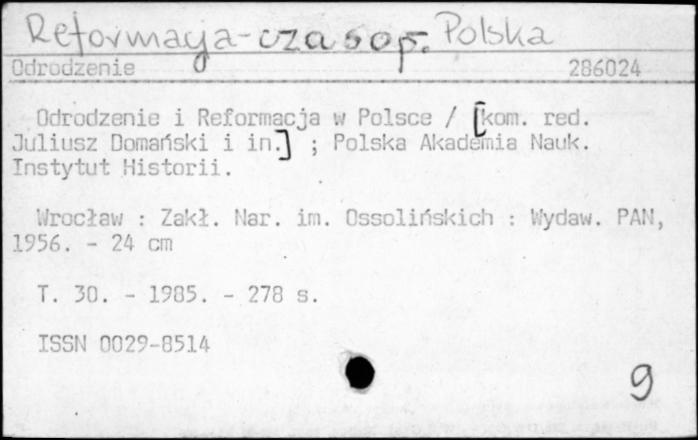 Reformacja - czasop. Polska
Odrodzenie 286024
Odrodzenie i Reformacja w Polsce / [kom. red.
Juliusz Domański i in.] ; Polska Akademia Nauk.
Instytut Historii.
Wrocław : Zakł. Nar. im. Ossolińskich : Wydaw. PAN,
1956. - 24 cm
T. 30. - 1985. - 278 s.
ISSN 0029-8514
9